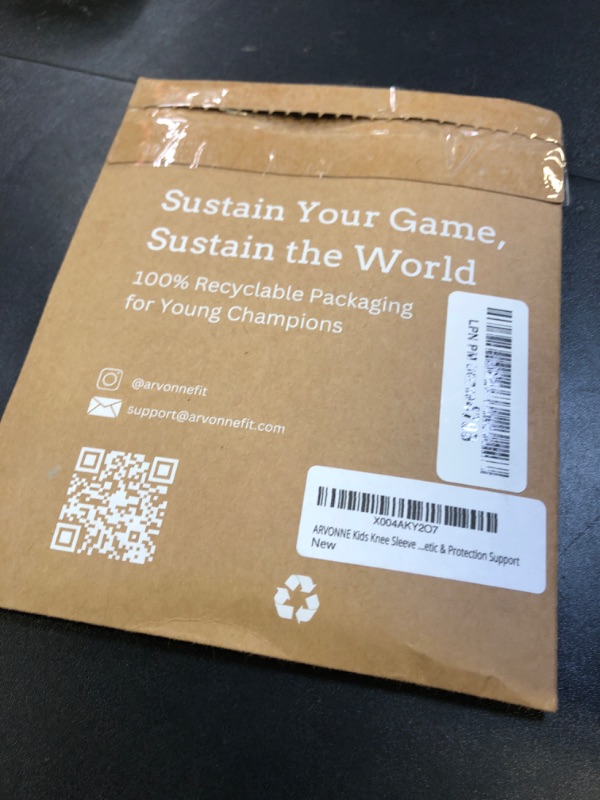 Sustain Your Game,
Sustain the World
100% Recyclable Packaging
for Young Champions
@arvonnefit
support@arvonnefit.com
LPN
X004AKY2O7
ARVONNE Kids Knee Sleeve ...etic & Protection Support
New